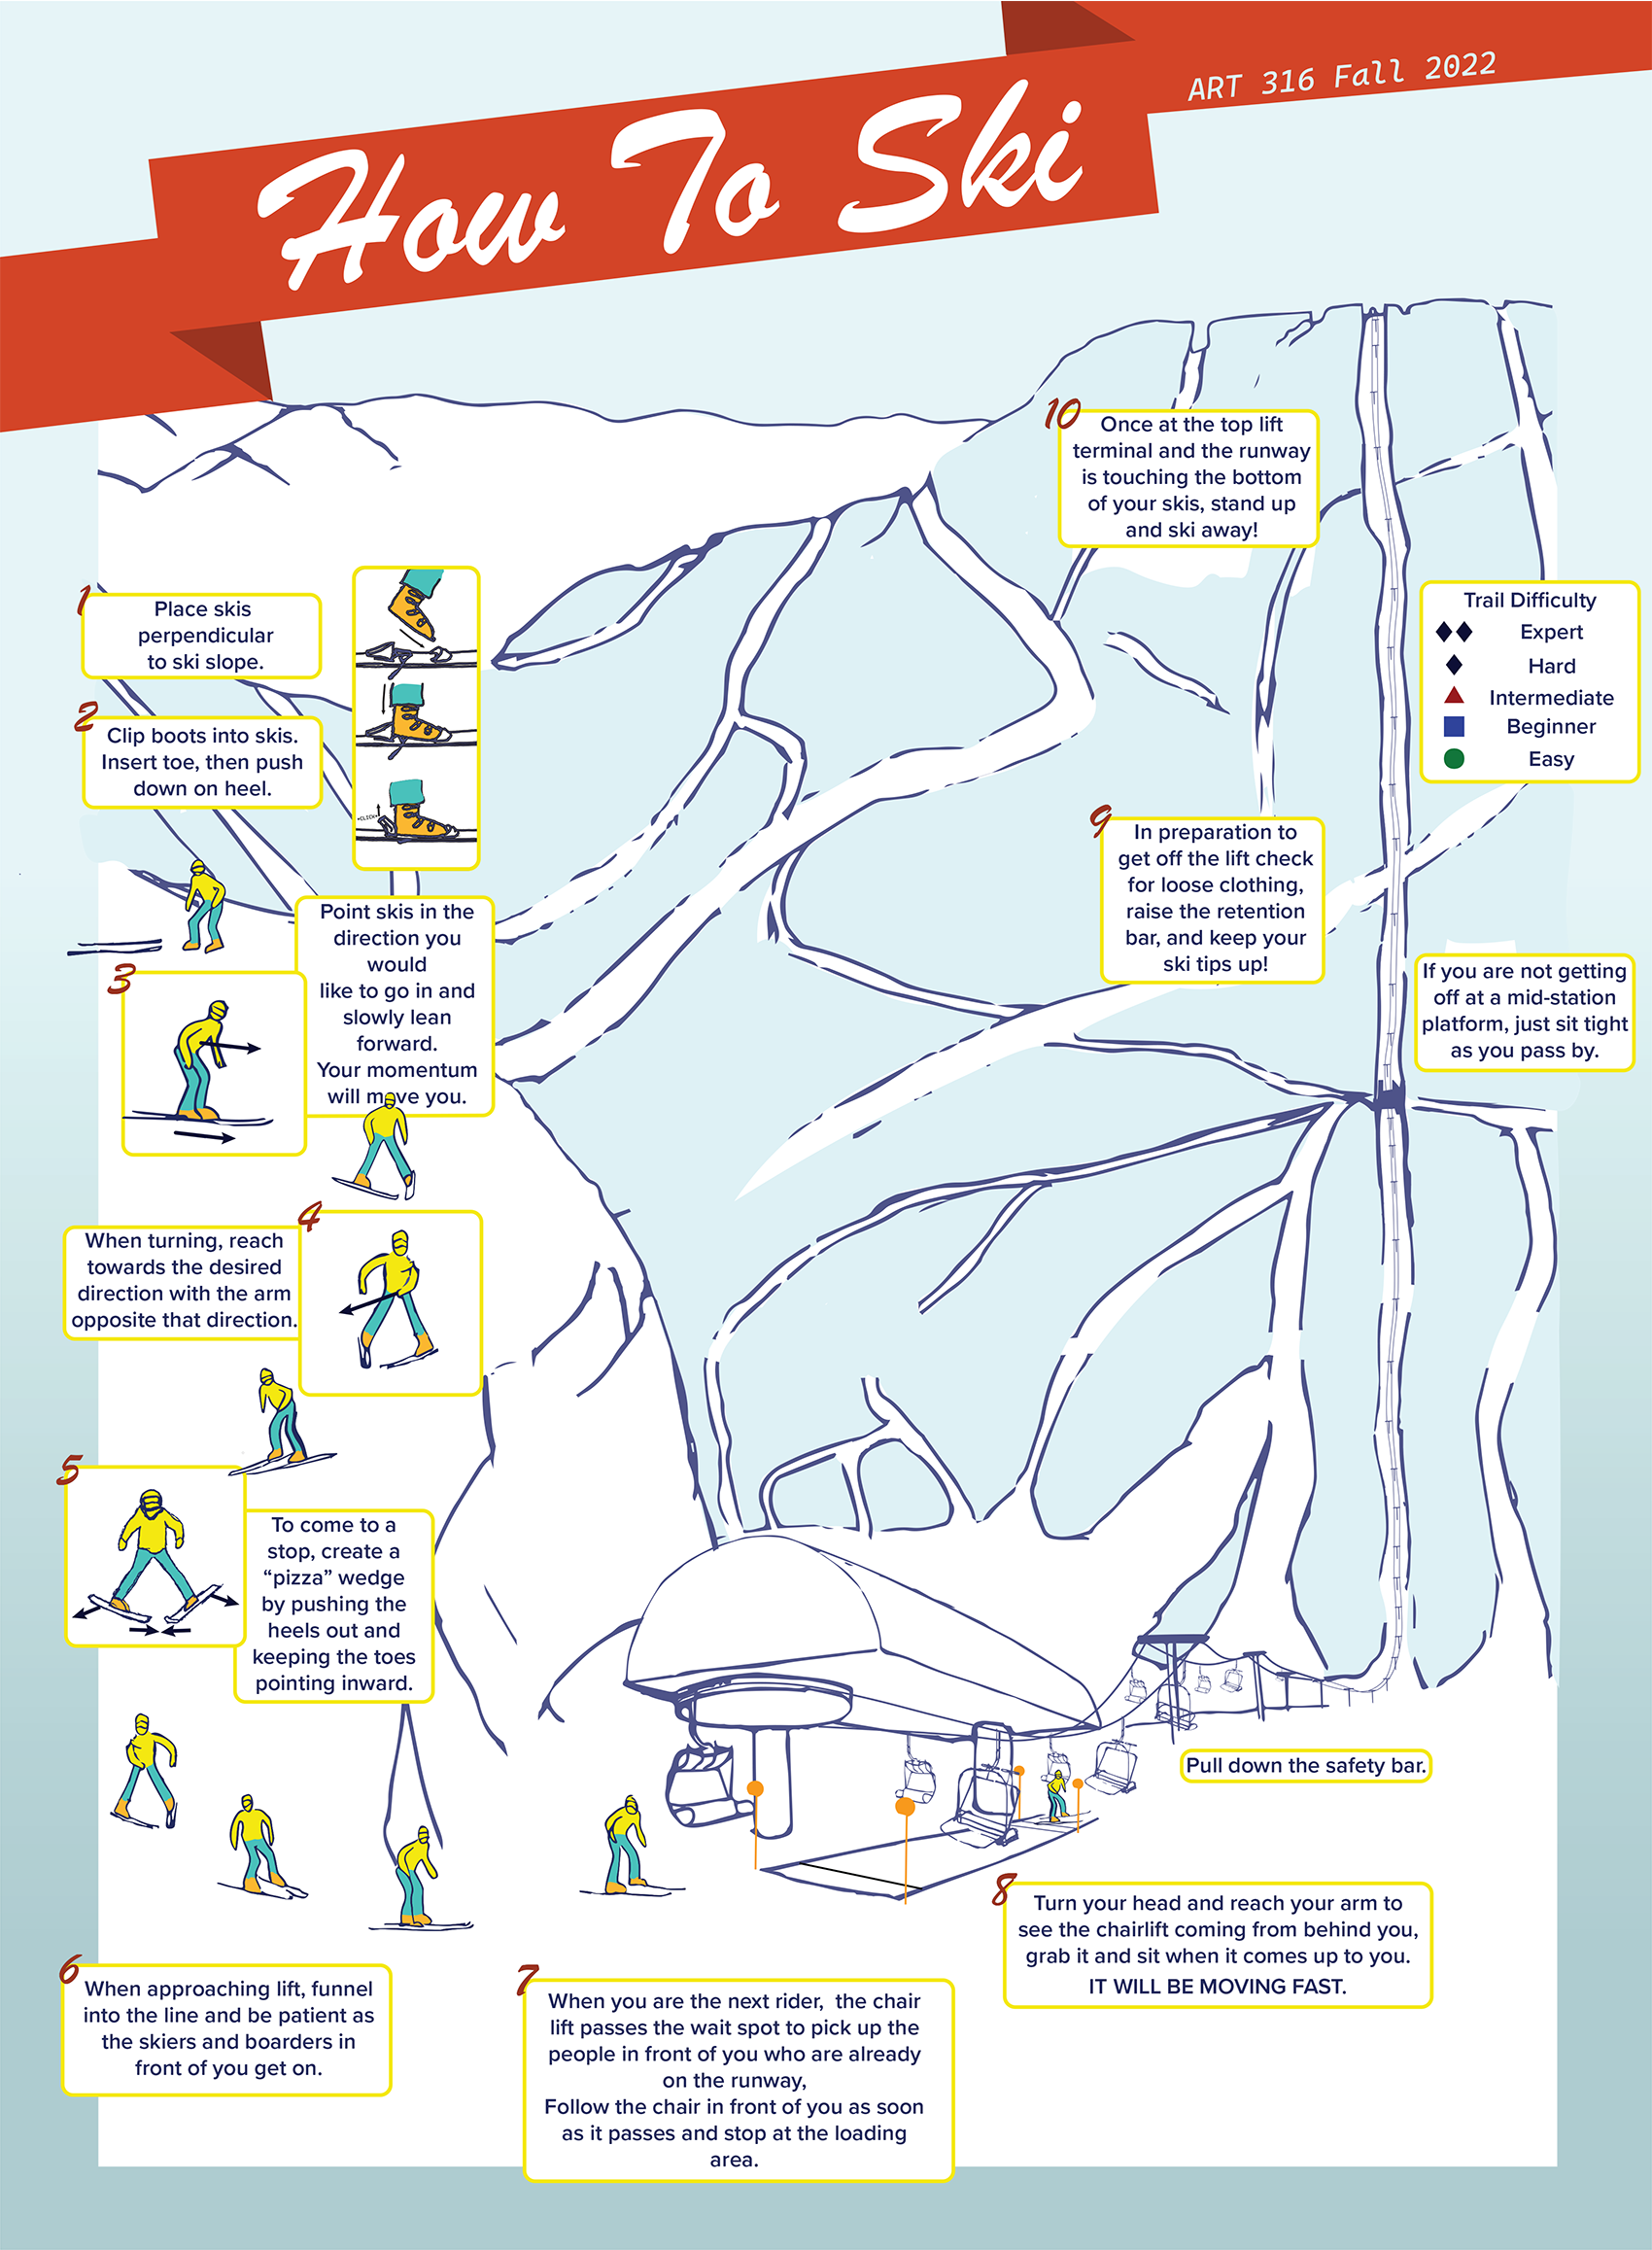 ART 316 Fall 2022
How To Ski
1
Place skis
perpendicular
to ski slope.
2
Clip boots into skis.
Insert toe, then push
down on heel.
*CLICK*
3
Point skis in the
direction you
would
like to go in and
slowly lean
forward.
Your momentum
will move you.
4
When turning, reach
towards the desired
direction with the arm
opposite that direction.
5
To come to a
stop, create a
“pizza” wedge
by pushing the
heels out and
keeping the toes
pointing inward.
6
When approaching lift, funnel
into the line and be patient as
the skiers and boarders in
front of you get on.
7
When you are the next rider,  the chair
lift passes the wait spot to pick up the
people in front of you who are already
on the runway,
Follow the chair in front of you as soon
as it passes and stop at the loading
area.
8
Turn your head and reach your arm to
see the chairlift coming from behind you,
grab it and sit when it comes up to you.
IT WILL BE MOVING FAST.
Pull down the safety bar.
9
In preparation to
get off the lift check
for loose clothing,
raise the retention
bar, and keep your
ski tips up!
If you are not getting
off at a mid-station
platform, just sit tight
as you pass by.
10
Once at the top lift
terminal and the runway
is touching the bottom
of your skis, stand up
and ski away!
Trail Difficulty
Expert
Hard
Intermediate
Beginner
Easy